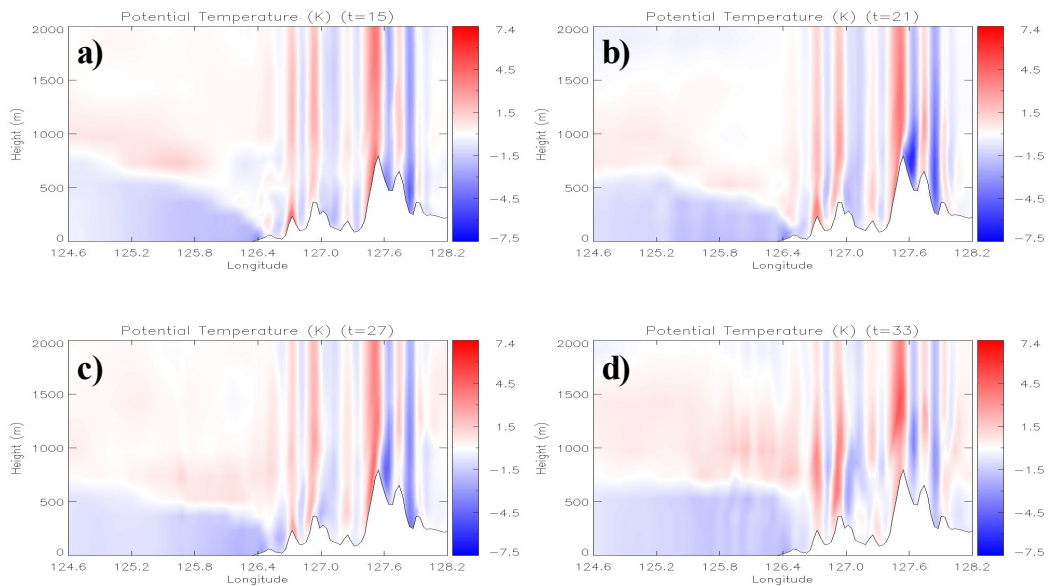 Potential Temperature (K) (t=15)
a)
Height (m)
2000
1500
1000
500
0
124.6 125.2 125.8 126.4 127.0 127.6 128.2
Longitude
7.4
4.5
1.5
−1.5
−4.5
−7.5
Potential Temperature (K) (t=21)
b)
Height (m)
2000
1500
1000
500
0
124.6 125.2 125.8 126.4 127.0 127.6 128.2
Longitude
7.4
4.5
1.5
−1.5
−4.5
−7.5
Potential Temperature (K) (t=27)
c)
Height (m)
2000
1500
1000
500
0
124.6 125.2 125.8 126.4 127.0 127.6 128.2
Longitude
7.4
4.5
1.5
−1.5
−4.5
−7.5
Potential Temperature (K) (t=33)
d)
Height (m)
2000
1500
1000
500
0
124.6 125.2 125.8 126.4 127.0 127.6 128.2
Longitude
7.4
4.5
1.5
−1.5
−4.5
−7.5